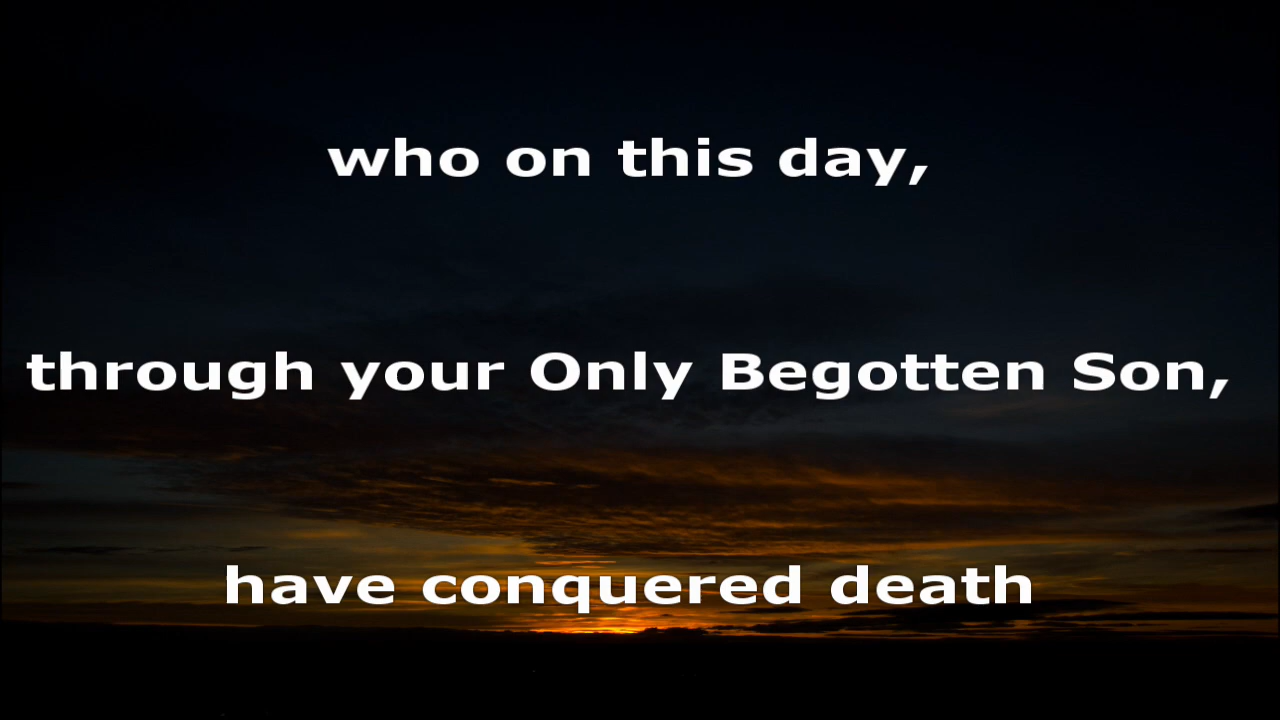 who on this day,
through your Only Begotten Son,
have conquered death